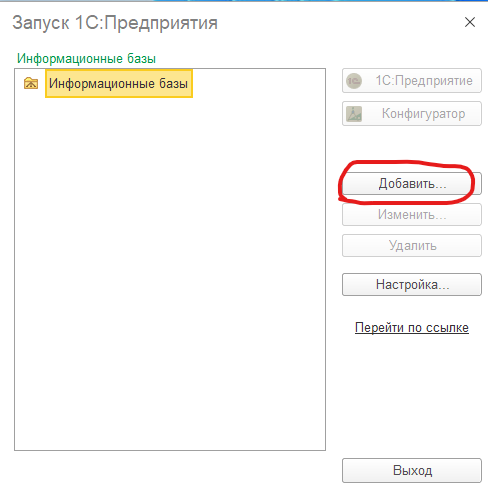 Запуск 1С:Предприятия
Информационные базы
Информационные базы
1С:Предприятие
Конфигуратор
Добавить...
Изменить...
Удалить
Настройка...
Перейти по ссылке
Выход